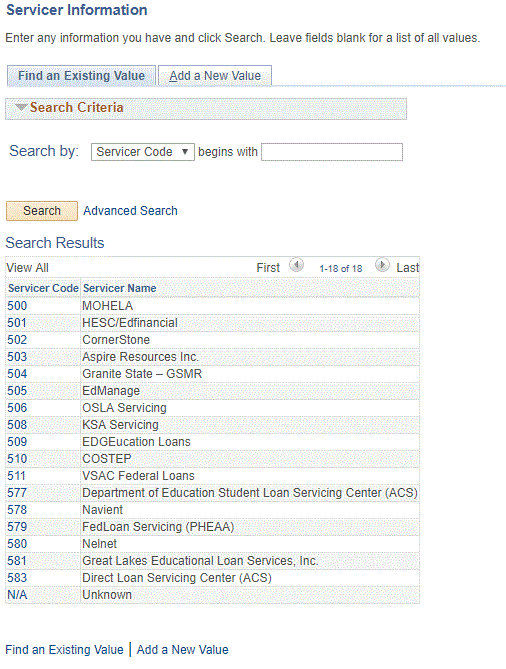 Servicer Information
Enter any information you have and click Search. Leave fields blank for a list of all values.
Find an Existing Value Add a New Value
Search Criteria
Search by: Servicer Code begins with
Search Advanced Search
Search Results
View All First 1-18 of 18 Last
Servicer Code Servicer Name
500 MOHELA
501 HESC/Edfinancial
502 CornerStone
503 Aspire Resources Inc.
504 Granite State – GSMR
505 EdManage
506 OSLA Servicing
508 KSA Servicing
509 EDGEucation Loans
510 COSTEP
511 VSAC Federal Loans
577 Department of Education Student Loan Servicing Center (ACS)
578 Navient
579 FedLoan Servicing (PHEAA)
580 Nelnet
581 Great Lakes Educational Loan Services, Inc.
583 Direct Loan Servicing Center (ACS)
N/A Unknown
Find an Existing Value | Add a New Value